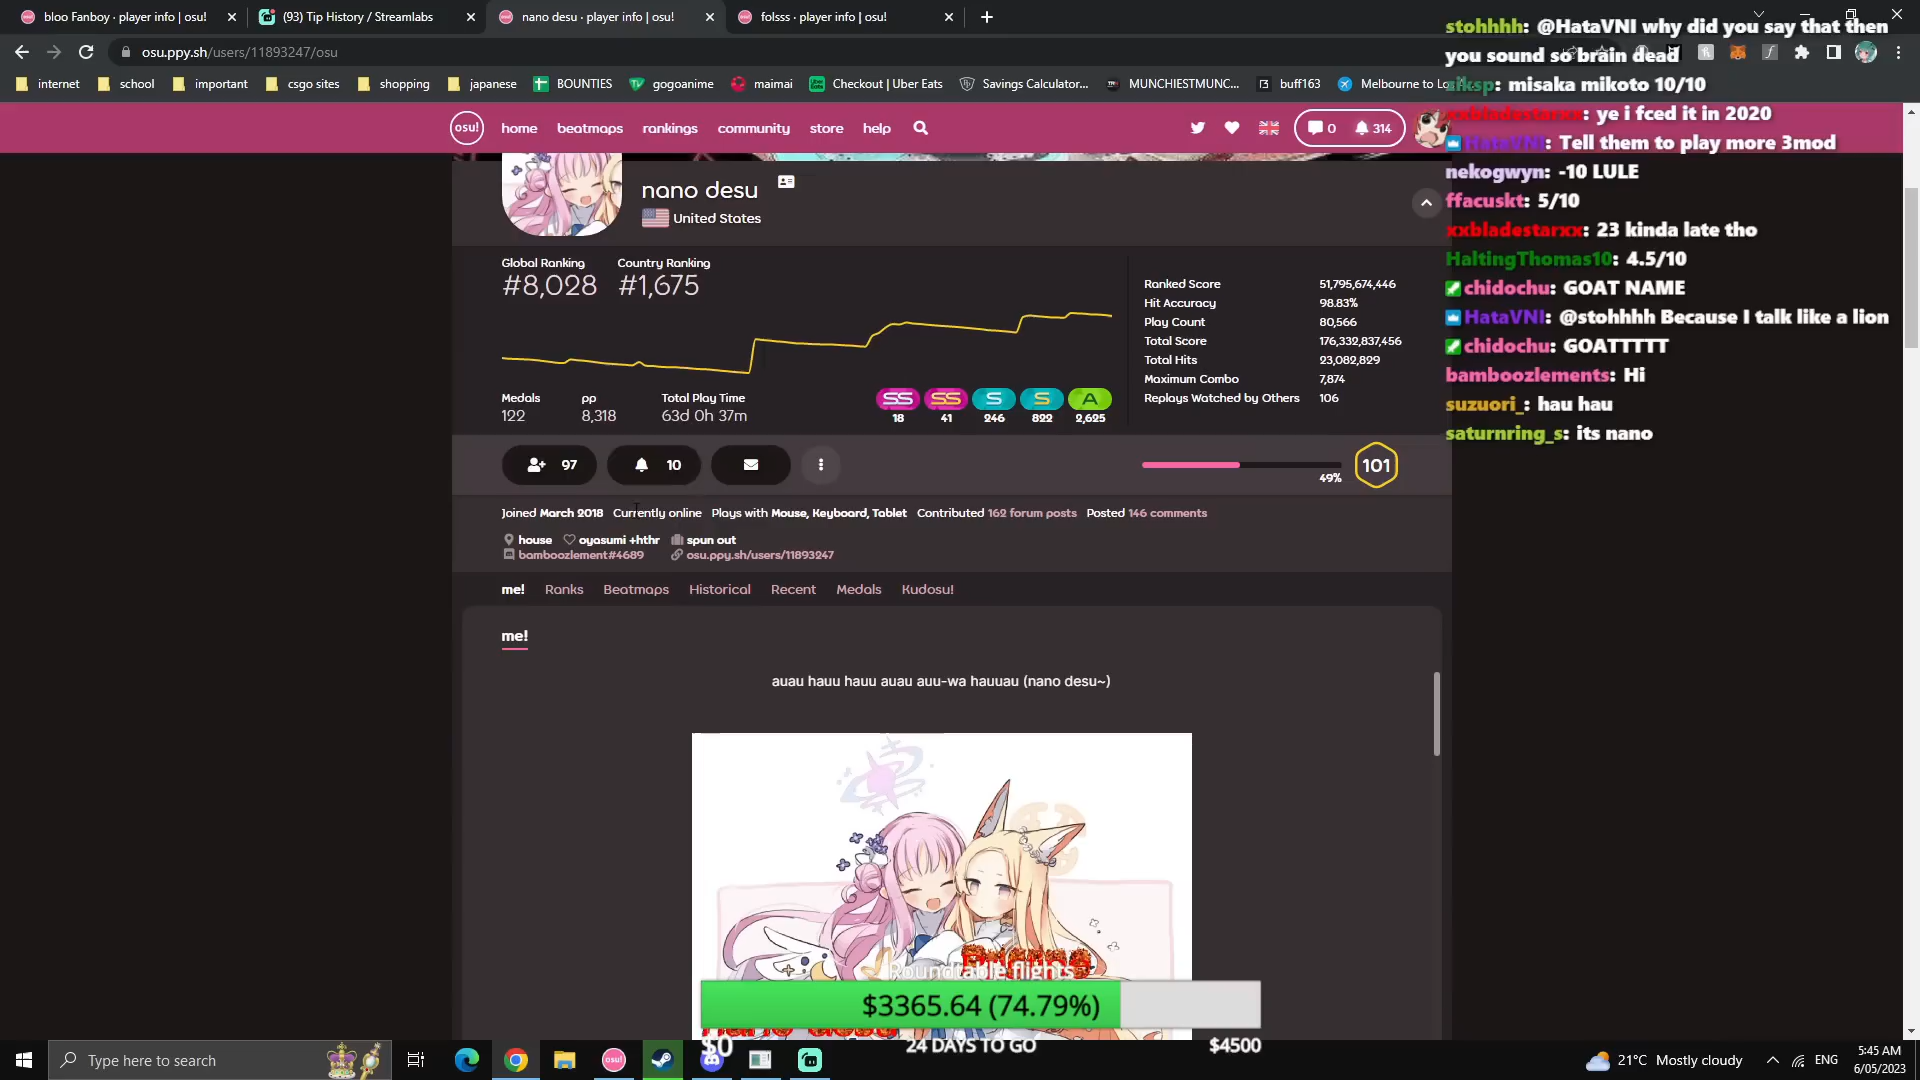 bloo Fanboy · player info | osu!
(93) Tip History / Streamlabs
nano desu · player info | osu!
folsss · player info | osu!
osu.ppy.sh/users/11893247/osu
internet school important csgo sites shopping japanese BOUNTIES gogoanime maimai Checkout | Uber Eats Savings Calculator... MUNCHIESTMUNC... buff163 Melbourne to Lo
osu! home beatmaps rankings community store help 0 314
nano desu
United States
Global Ranking Country Ranking
#8,028 #1,675
Ranked Score 51,795,674,446
Hit Accuracy 98.83%
Play Count 80,566
Total Score 176,332,837,456
Total Hits 23,082,829
Maximum Combo 7,874
Replays Watched by Others 106
Medals pp Total Play Time
122 8,318 63d 0h 37m
SS SS S S A
18 41 246 822 2,625
97 10
49% 101
Joined March 2018 Currently online Plays with Mouse, Keyboard, Tablet Contributed 162 forum posts Posted 146 comments
house oyasumi +hthr spun out
bamboozlement#4689 osu.ppy.sh/users/11893247
me! Ranks Beatmaps Historical Recent Medals Kudosu!
me!
auau hauu hauu auau auu-wa hauuau (nano desu~)
stohhhh: @HataVNI why did you say that then
you sound so brain dead
: misaka mikoto 10/10
xxbladestarxx: ye i fced it in 2020
HataVNI: Tell them to play more 3mod
nekogwyn: -10 LULE
ffacuskt: 5/10
xxbladestarxx: 23 kinda late tho
HaltingThomas10: 4.5/10
chidochu: GOAT NAME
HataVNI: @stohhhh Because I talk like a lion
chidochu: GOATTTTT
bamboozlements: Hi
suzuori_: hau hau
saturnring_s: its nano
Roundtable flights
$3365.64 (74.79%)
$0 24 DAYS TO GO $4500
Type here to search
21°C Mostly cloudy
ENG
5:45 AM
6/05/2023